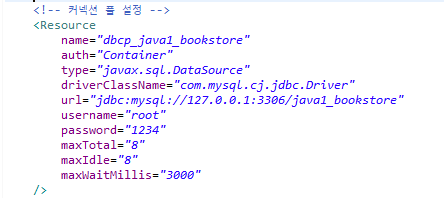 <!-- 커넥션 풀 설정 -->
<Resource
name="dbcp_java1_bookstore"
auth="Container"
type="javax.sql.DataSource"
driverClassName="com.mysql.cj.jdbc.Driver"
url="jdbc:mysql://127.0.0.1:3306/java1_bookstore"
username="root"
password="1234"
maxTotal="8"
maxIdle="8"
maxWaitMillis="3000"
/>